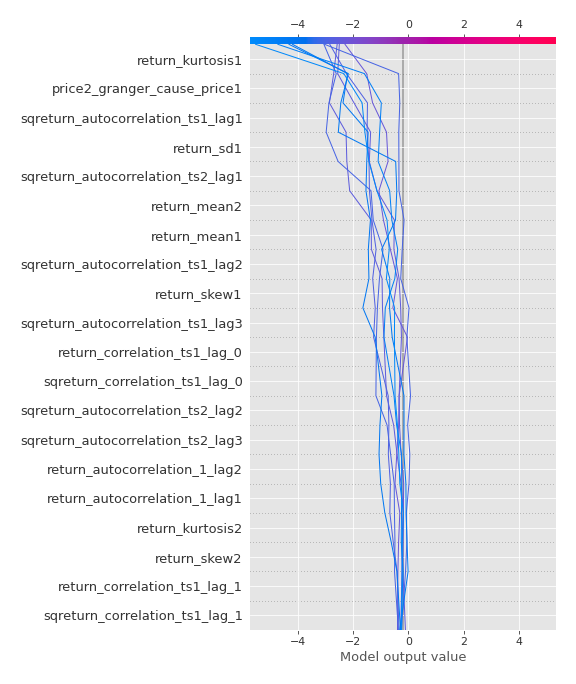 −4 −2 0 2 4
return_kurtosis1
price2_granger_cause_price1
sqreturn_autocorrelation_ts1_lag1
return_sd1
sqreturn_autocorrelation_ts2_lag1
return_mean2
return_mean1
sqreturn_autocorrelation_ts1_lag2
return_skew1
sqreturn_autocorrelation_ts1_lag3
return_correlation_ts1_lag_0
sqreturn_correlation_ts1_lag_0
sqreturn_autocorrelation_ts2_lag2
sqreturn_autocorrelation_ts2_lag3
return_autocorrelation_1_lag2
return_autocorrelation_1_lag1
return_kurtosis2
return_skew2
return_correlation_ts1_lag_1
sqreturn_correlation_ts1_lag_1
−4 −2 0 2 4
Model output value